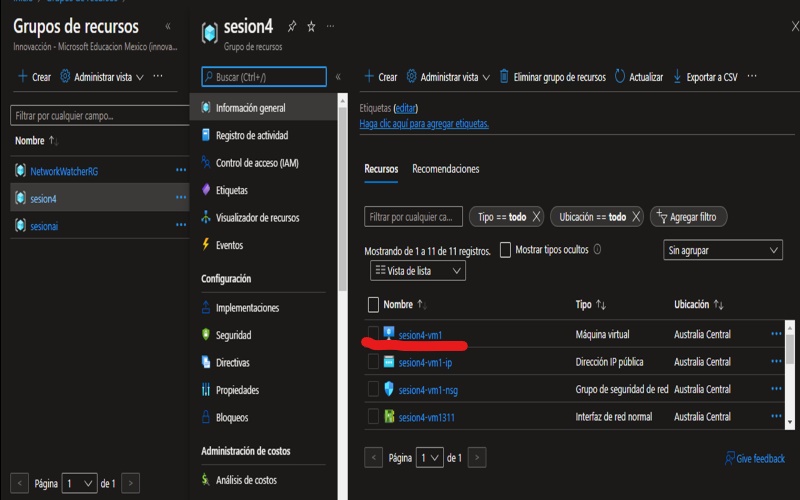 Inicio > Grupos de recursos >
Grupos de recursos
«
Innovacción - Microsoft Educacion Mexico (innova...
Crear
Administrar vista
...
Filtrar por cualquier campo...
Nombre
NetworkWatcherRG
...
sesion4
...
sesionai
...
<
Página
1
de 1
>
sesion4
...
Grupo de recursos
Buscar (Ctrl+/)
«
Información general
Registro de actividad
Control de acceso (IAM)
Etiquetas
Visualizador de recursos
Eventos
Configuración
Implementaciones
Seguridad
Directivas
Propiedades
Bloqueos
Administración de costos
Análisis de costos
Crear
Administrar vista
Eliminar grupo de recursos
Actualizar
Exportar a CSV
...
Etiquetas (editar)
Haga clic aquí para agregar etiquetas.
Recursos
Recomendaciones
Filtrar por cualquier ca...
Tipo == todo
Ubicación == todo
Agregar filtro
Mostrando de 1 a 11 de 11 registros.
Mostrar tipos ocultos
Sin agrupar
Vista de lista
Nombre
Tipo
Ubicación
sesion4-vm1
Máquina virtual
Australia Central
...
sesion4-vm1-ip
Dirección IP pública
Australia Central
...
sesion4-vm1-nsg
Grupo de seguridad de red
Australia Central
...
sesion4-vm1311
Interfaz de red normal
Australia Central
...
<
Página
1
de 1
>
Give feedback